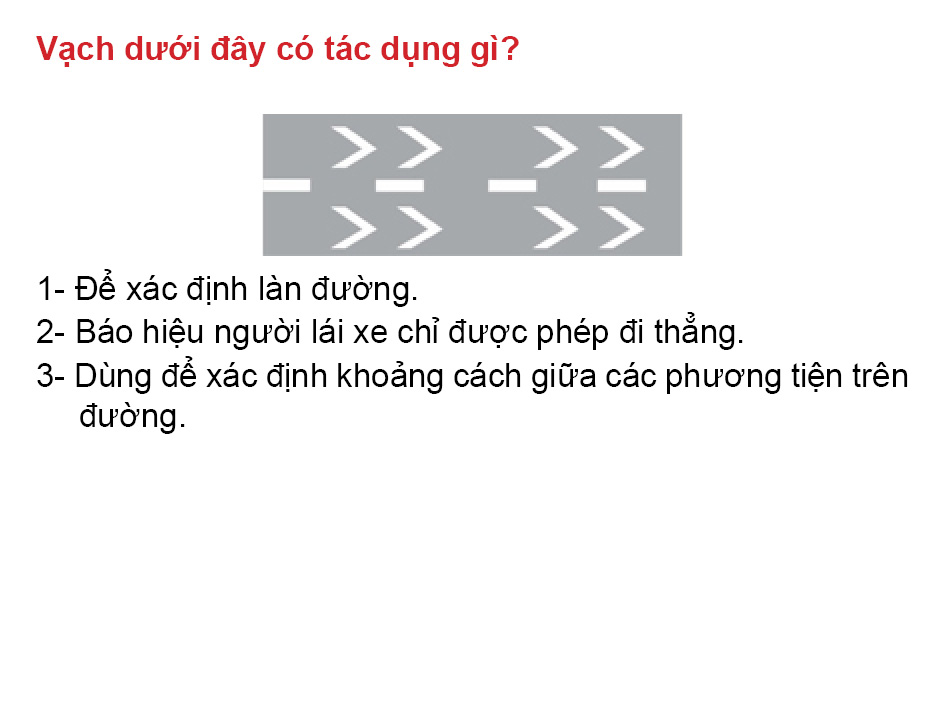 Vạch dưới đây có tác dụng gì?
1- Để xác định làn đường.
2- Báo hiệu người lái xe chỉ được phép đi thẳng.
3- Dùng để xác định khoảng cách giữa các phương tiện trên
đường.